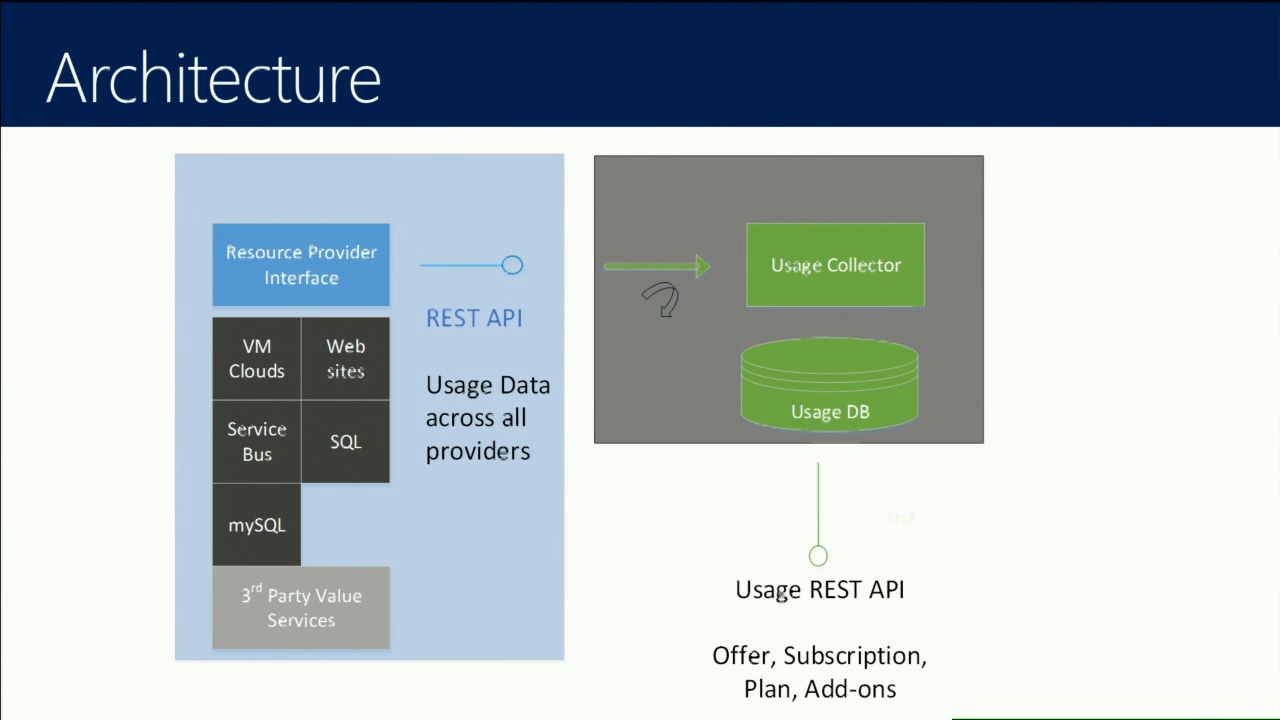 Architecture
Resource Provider
Interface
VM
Clouds
Web
sites
Service
Bus
SQL
mySQL
3rd Party Value
Services
REST API
Usage Data
across all
providers
Usage Collector
Usage DB
Usage REST API
Offer, Subscription,
Plan, Add-ons